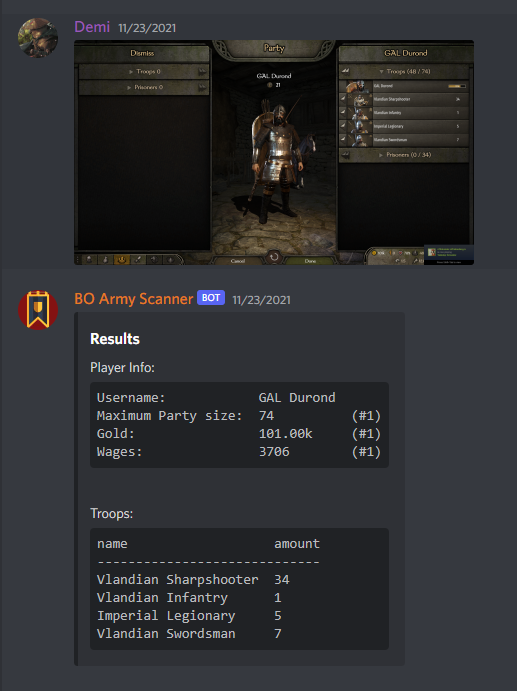 Demi 11/23/2021
Dismiss
Party
GAL Durond
Troops 0
Troops (48 / 74)
Prisoners 0
GAL Durond
21
GAL Durond
Vlandian Sharpshooter
Vlandian Infantry
Imperial Legionary
Vlandian Swordsman
Prisoners (0 / 34)
Cancel
Done
BO Army Scanner BOT 11/23/2021
Results
Player Info:
Username: GAL Durond
Maximum Party size: 74 (#1)
Gold: 101.00k (#1)
Wages: 3706 (#1)
Troops:
name amount
-----------------------------
Vlandian Sharpshooter 34
Vlandian Infantry 1
Imperial Legionary 5
Vlandian Swordsman 7